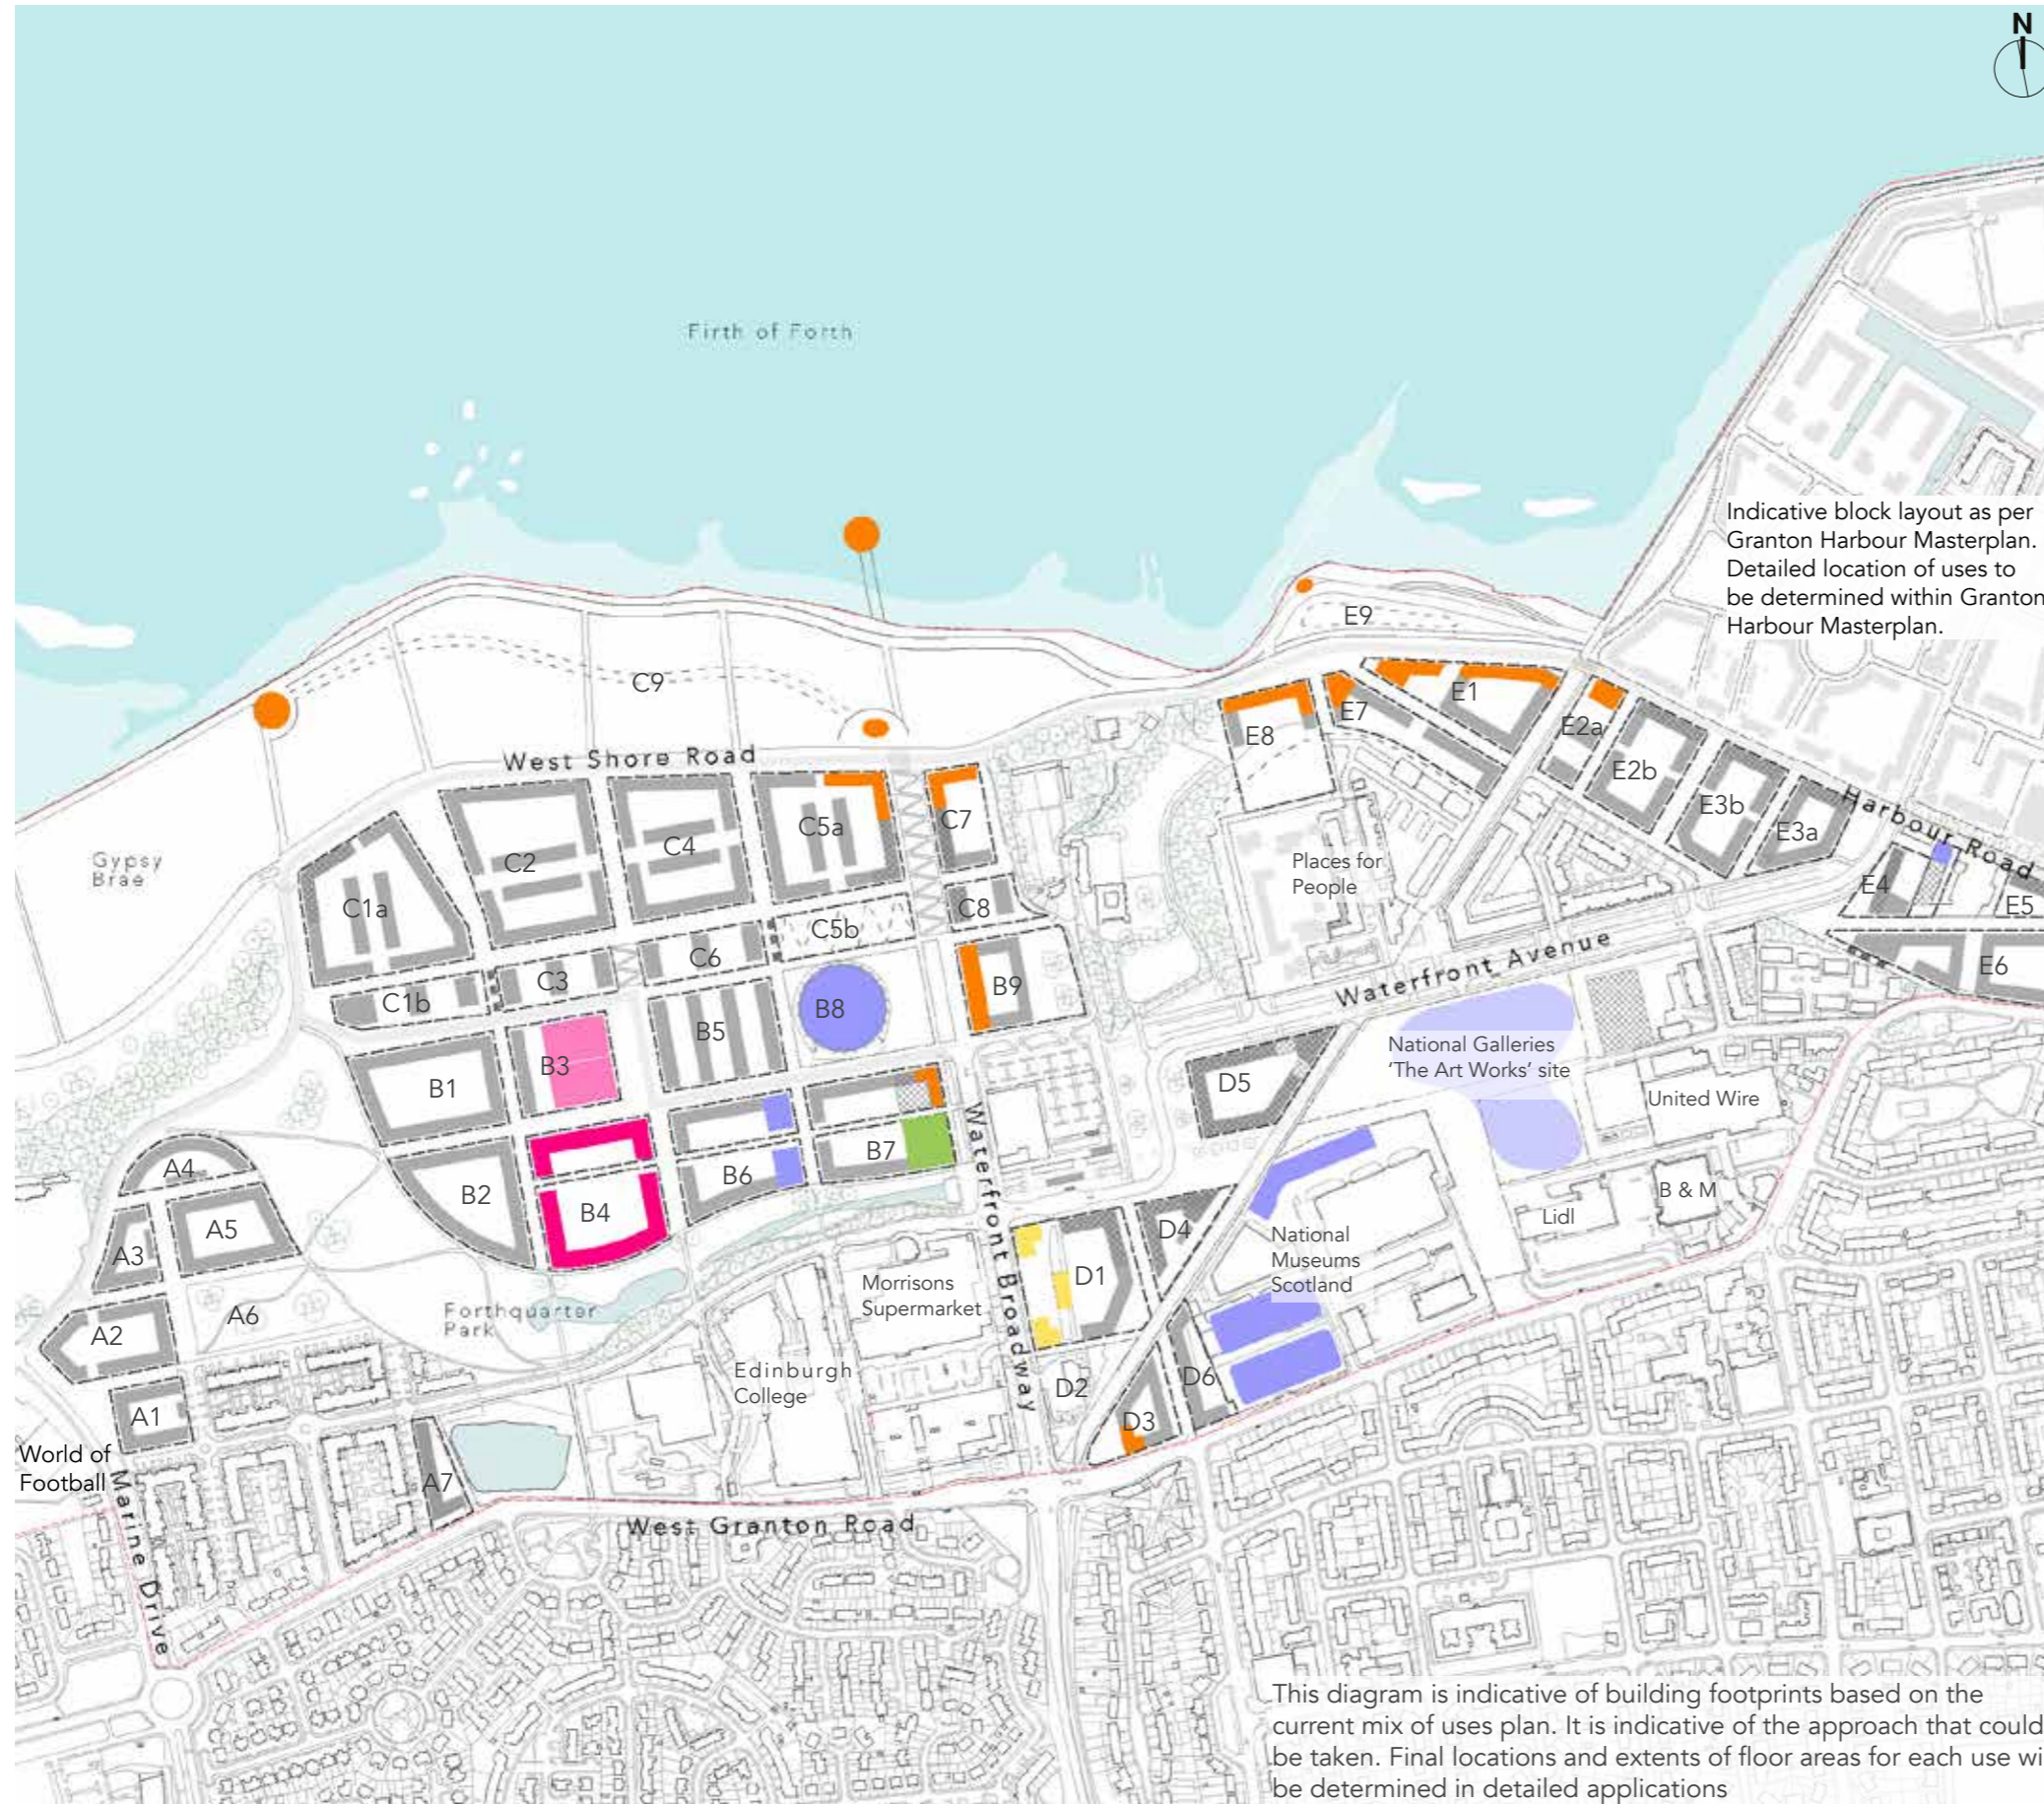 N
Firth of Forth
Indicative block layout as per
Granton Harbour Masterplan.
Detailed location of uses to
be determined within Granton
Harbour Masterplan.
E9
C9
E1
E7
E2a
E8
West Shore Road
E2b
E3b
E3a
Harbour Road
C5a
C7
C4
C2
Gypsy
Brae
Places for
People
E4
E5
C1a
C8
C5b
C6
Waterfront Avenue
E6
C3
C1b
B9
B8
B5
National Galleries
'The Art Works' site
B3
B1
D5
United Wire
Waterfront Broadway
B7
A4
B6
B2
B4
B & M
Lidl
A5
D4
A3
National
Museums
Scotland
D1
Morrisons
Supermarket
Forthquarter
Park
A6
A2
Edinburgh
College
D2
D6
A1
D3
World of
Football
A7
Marine Drive
West Granton Road
This diagram is indicative of building footprints based on the
current mix of uses plan. It is indicative of the approach that could
be taken. Final locations and extents of floor areas for each use wi
be determined in detailed applications